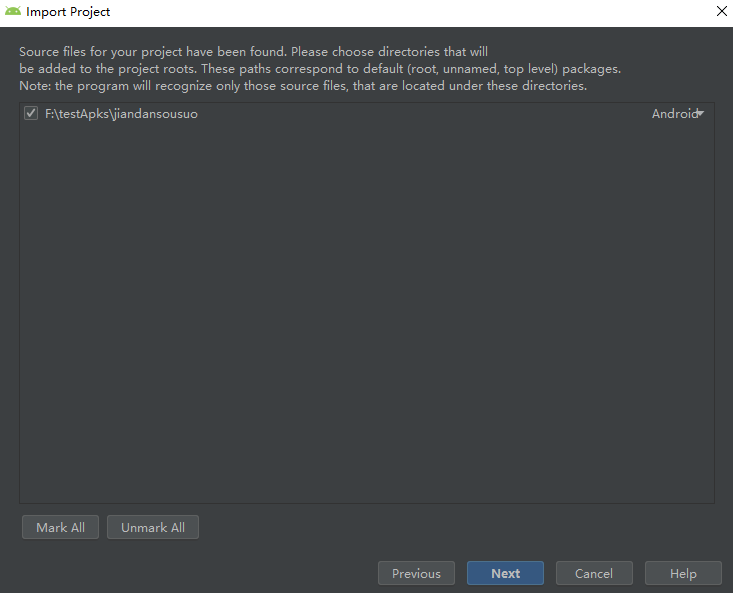 Import Project
Source files for your project have been found. Please choose directories that will
be added to the project roots. These paths correspond to default (root, unnamed, top level) packages.
Note: the program will recognize only those source files, that are located under these directories.
F:\testApks\jiandansousuo Android
Mark All Unmark All
Previous Next Cancel Help